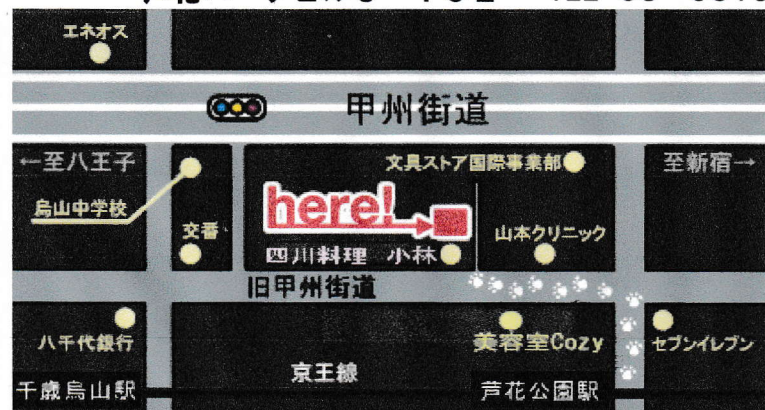 エネオス
甲州街道
←至八王子
文具ストア国際事業部
至新宿→
烏山中学校
here!
交番
山本クリニック
四川料理 小林
旧甲州街道
八千代銀行
美容室Cozy
セブンイレブン
京王線
千歳烏山駅
芦花公園駅